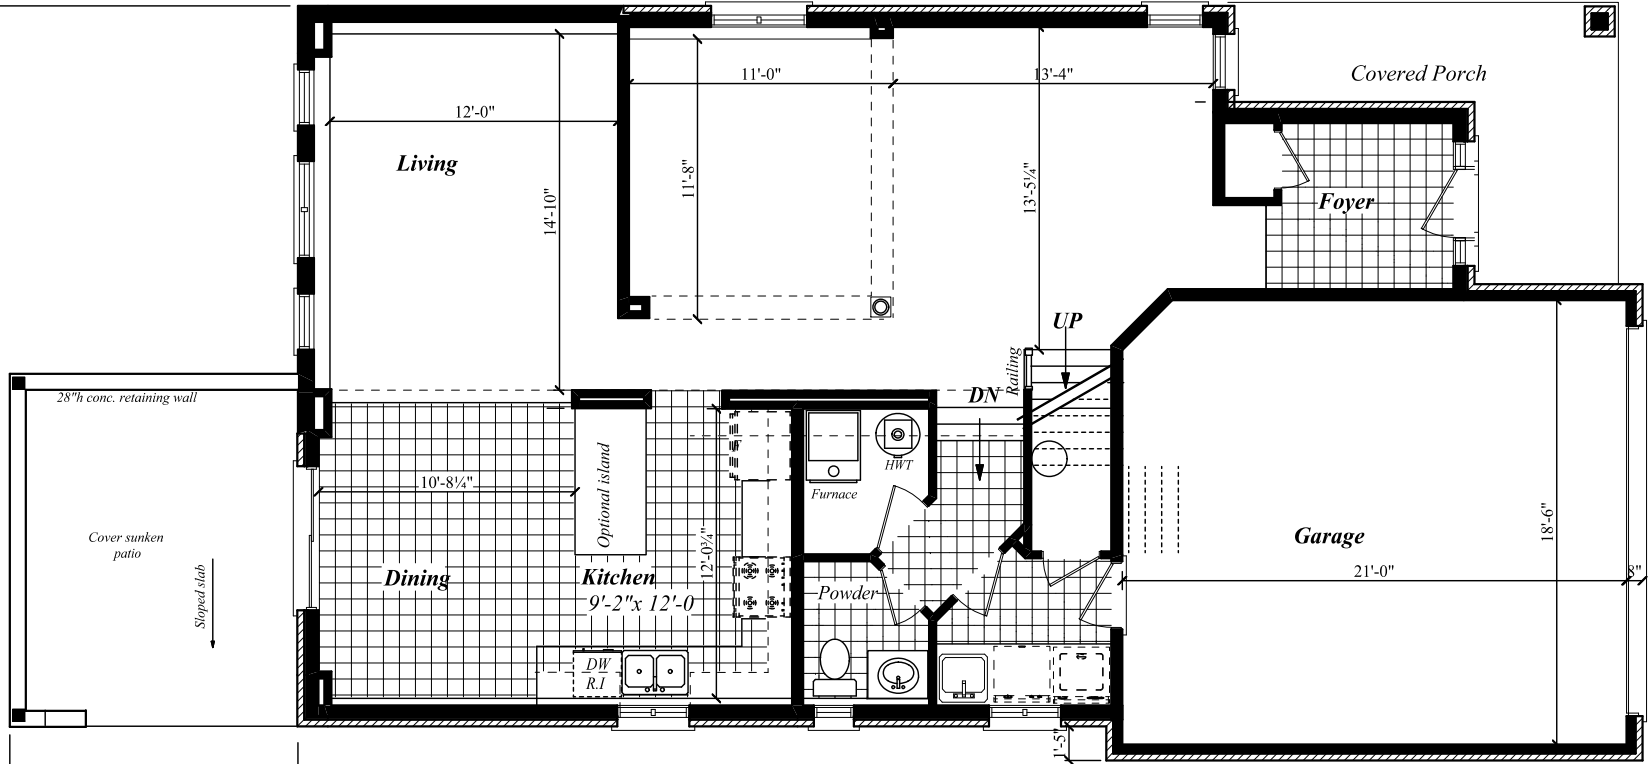 11'-0"
13'-4"
Covered Porch
12'-0"
Living
11'-8"
13'-5¼"
14'-10"
Foyer
UP
Railing
DN
28"h conc. retaining wall
Optional island
HWT
Furnace
10'-8¼"
18'-6"
Cover sunken
patio
Garage
12'-0¾"
21'-0"
8"
Dining
Kitchen
9'-2"x 12'-0
Powder
Sloped slab
DW
R.I
1'-5"